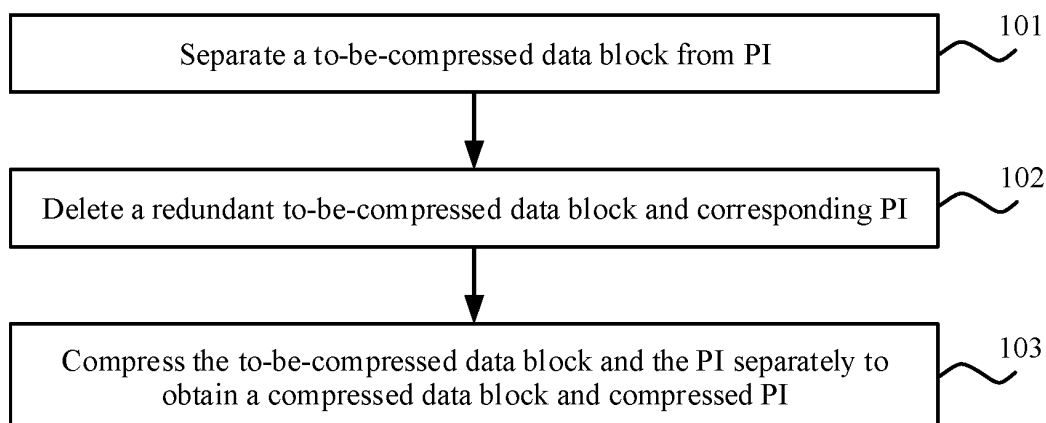 101
Separate a to-be-compressed data block from PI
102
Delete a redundant to-be-compressed data block and corresponding PI
103
Compress the to-be-compressed data block and the PI separately to
obtain a compressed data block and compressed PI